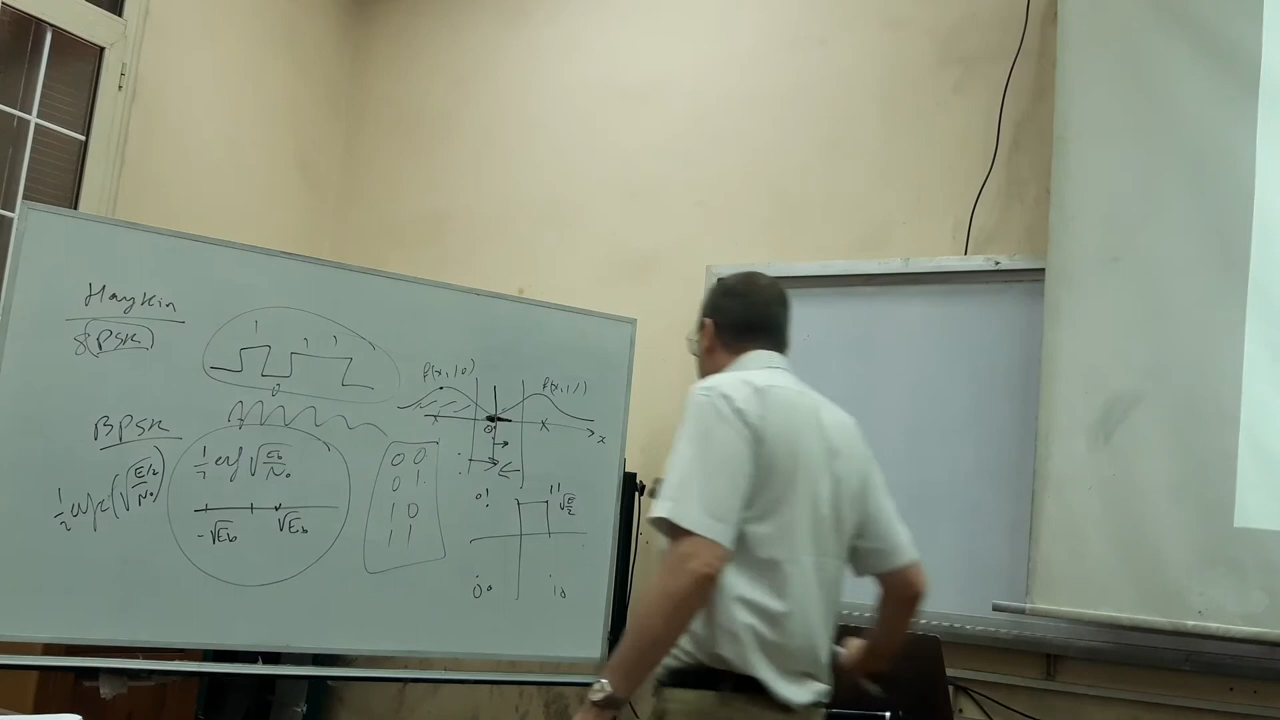 Haykin
8PSK
1
1 1
0
BPSK
1/2 erfc(√(E/2/N₀))
1/2 erf √(Eb/N₀)
-√Eb √Eb
0 0
0 1
1 0
1 1
f(x,1/0) f(x,1/1)
0
x
01 11 √(E/2)
00 10